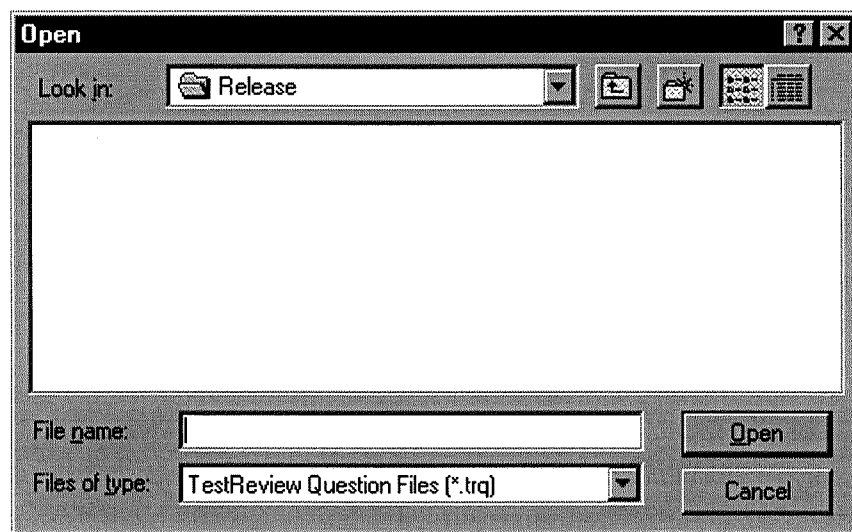 Open
Look in: Release
File name:
Open
Files of type: TestReview Question Files (*.trq)
Cancel